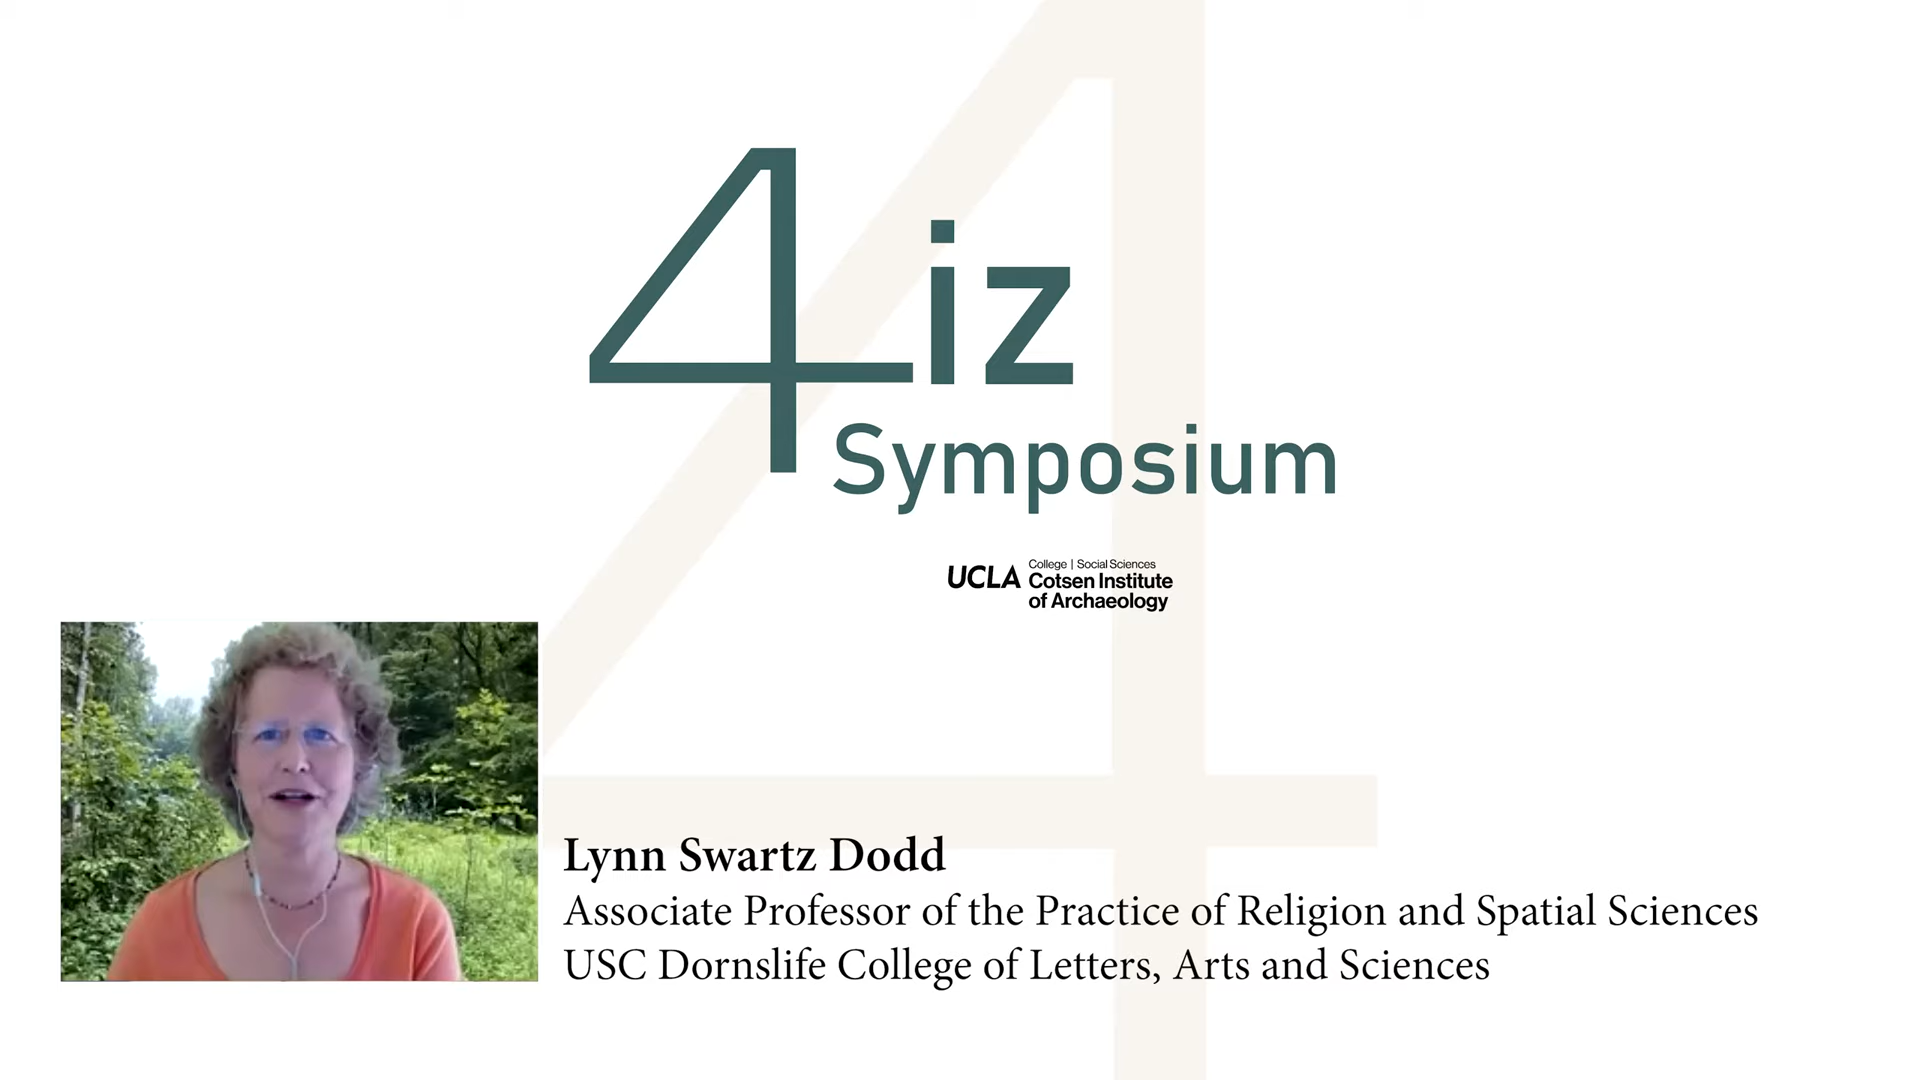 4iz
Symposium
UCLA College | Social Sciences
Cotsen Institute
of Archaeology
Lynn Swartz Dodd
Associate Professor of the Practice of Religion and Spatial Sciences
USC Dornslife College of Letters, Arts and Sciences